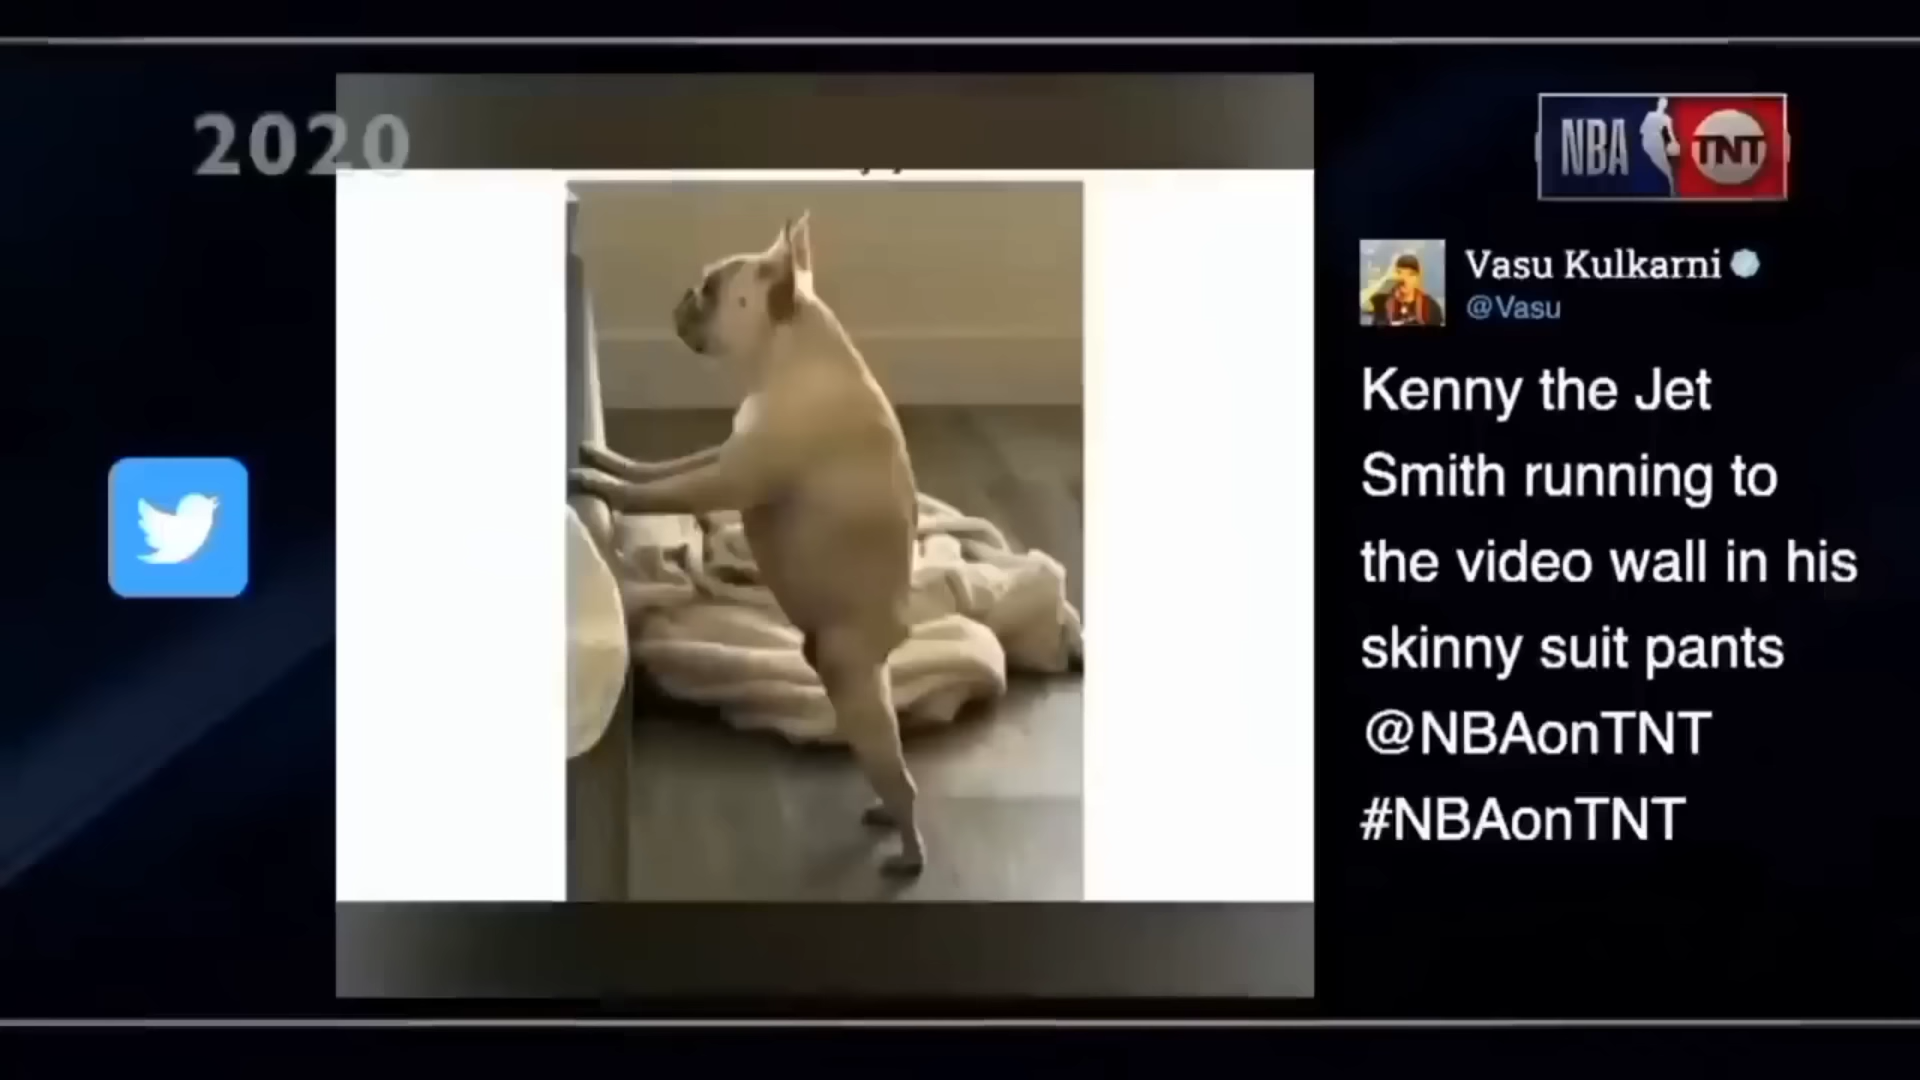 2020
NBA TNT
Vasu Kulkarni
@Vasu
Kenny the Jet
Smith running to
the video wall in his
skinny suit pants
@NBAonTNT
#NBAonTNT